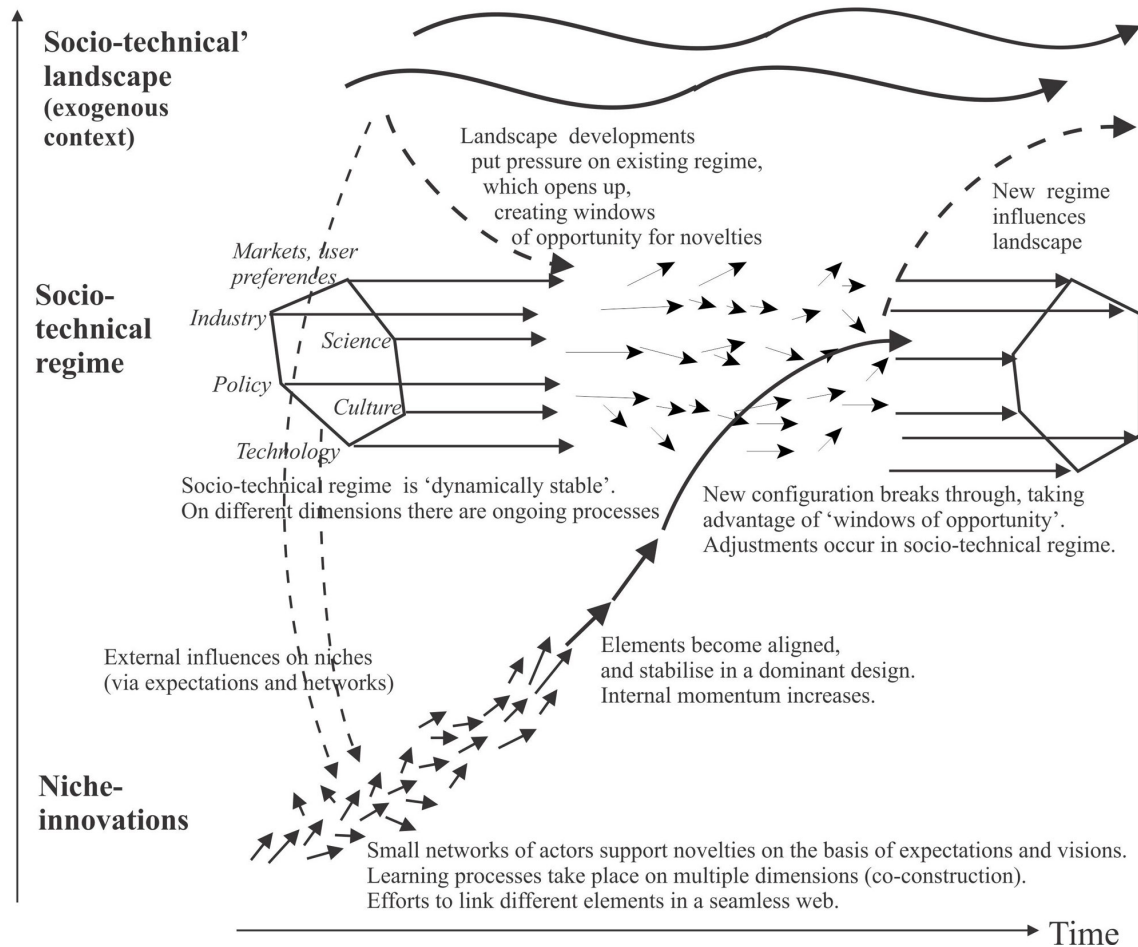 Socio-technical’
landscape
(exogenous
context)
Landscape developments
put pressure on existing regime,
which opens up,
creating windows
of opportunity for novelties
New regime
influences
landscape
Markets, user
preferences
Socio-
technical
regime
Industry
Science
Policy
Culture
Technology
Socio-technical regime is ‘dynamically stable’.
On different dimensions there are ongoing processes
New configuration breaks through, taking
advantage of ‘windows of opportunity’.
Adjustments occur in socio-technical regime.
External influences on niches
(via expectations and networks)
Elements become aligned,
and stabilise in a dominant design.
Internal momentum increases.
Niche-
innovations
Small networks of actors support novelties on the basis of expectations and visions.
Learning processes take place on multiple dimensions (co-construction).
Efforts to link different elements in a seamless web.
Time